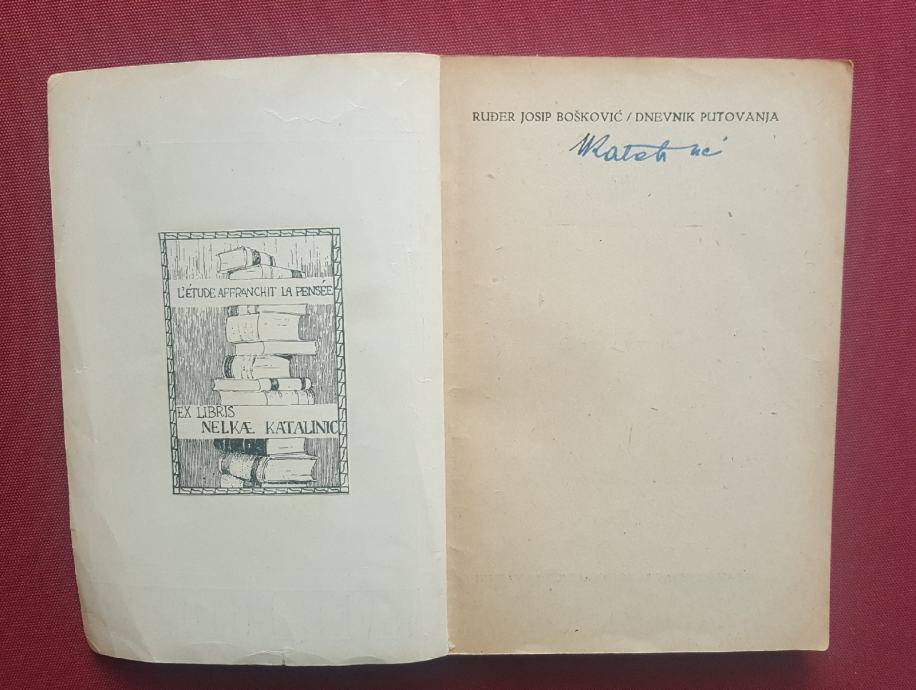 L'ÉTUDE AFFRANCHIT LA PENSÉE
EX LIBRIS
NELKÆ KATALINIĆ
RUĐER JOSIP BOŠKOVIĆ / DNEVNIK PUTOVANJA